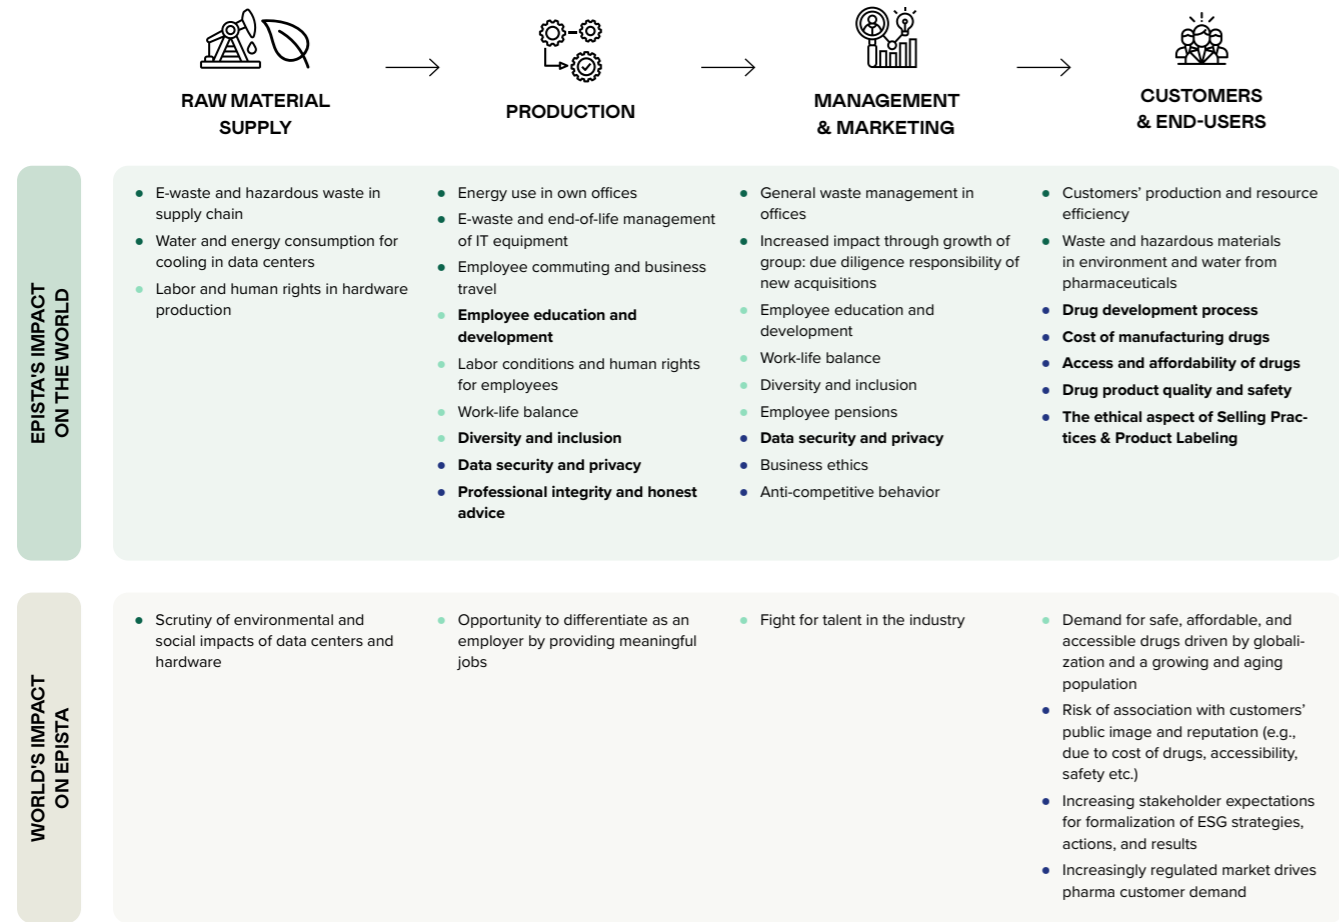 RAW MATERIAL
SUPPLY
PRODUCTION
MANAGEMENT
& MARKETING
CUSTOMERS
& END-USERS
EPISTA'S IMPACT
ON THE WORLD
E-waste and hazardous waste in
supply chain
Water and energy consumption for
cooling in data centers
Labor and human rights in hardware
production
Energy use in own offices
E-waste and end-of-life management
of IT equipment
Employee commuting and business
travel
Employee education and
development
Labor conditions and human rights
for employees
Work-life balance
Diversity and inclusion
Data security and privacy
Professional integrity and honest
advice
General waste management in
offices
Increased impact through growth of
group: due diligence responsibility of
new acquisitions
Employee education and
development
Work-life balance
Diversity and inclusion
Employee pensions
Data security and privacy
Business ethics
Anti-competitive behavior
Customers’ production and resource
efficiency
Waste and hazardous materials
in environment and water from
pharmaceuticals
Drug development process
Cost of manufacturing drugs
Access and affordability of drugs
Drug product quality and safety
The ethical aspect of Selling Prac-
tices & Product Labeling
WORLD'S IMPACT
ON EPISTA
Scrutiny of environmental and
social impacts of data centers and
hardware
Opportunity to differentiate as an
employer by providing meaningful
jobs
Fight for talent in the industry
Demand for safe, affordable, and
accessible drugs driven by globali-
zation and a growing and aging
population
Risk of association with customers’
public image and reputation (e.g.,
due to cost of drugs, accessibility,
safety etc.)
Increasing stakeholder expectations
for formalization of ESG strategies,
actions, and results
Increasingly regulated market drives
pharma customer demand